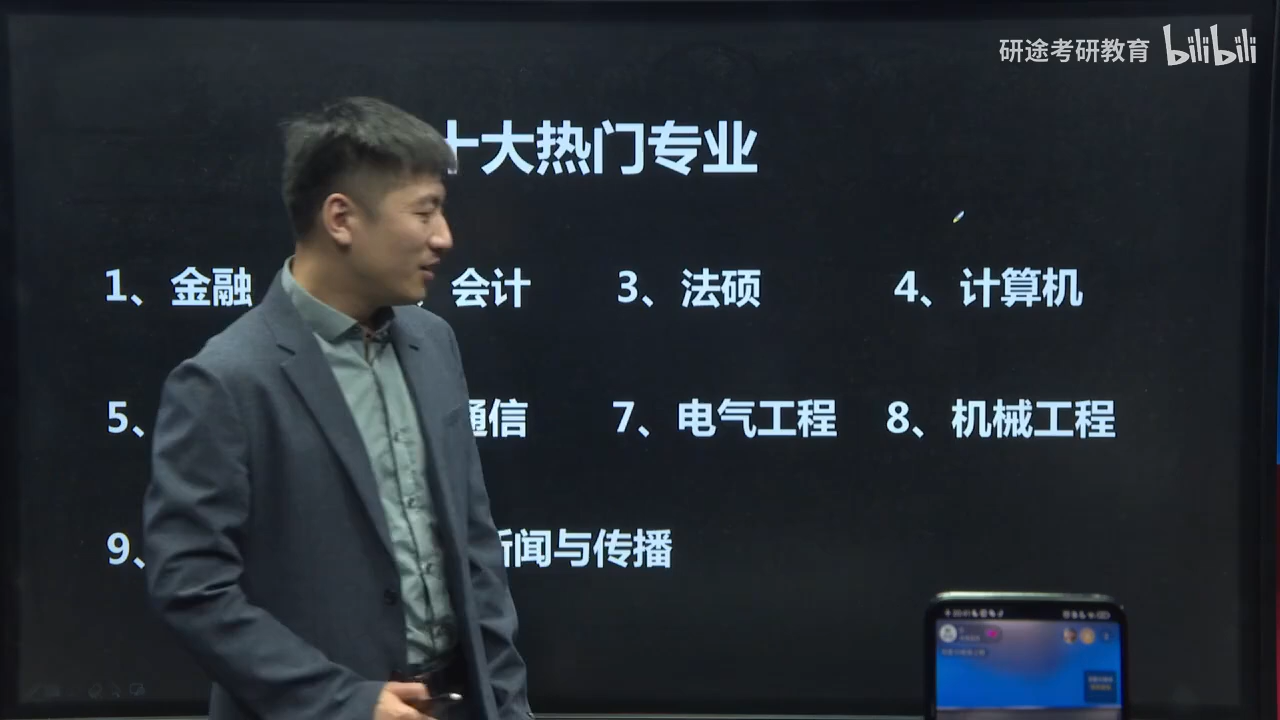 研途考研教育 bilibili
十大热门专业
1、金融 会计 3、法硕 4、计算机
5、 通信 7、电气工程 8、机械工程
9、 新闻与传播